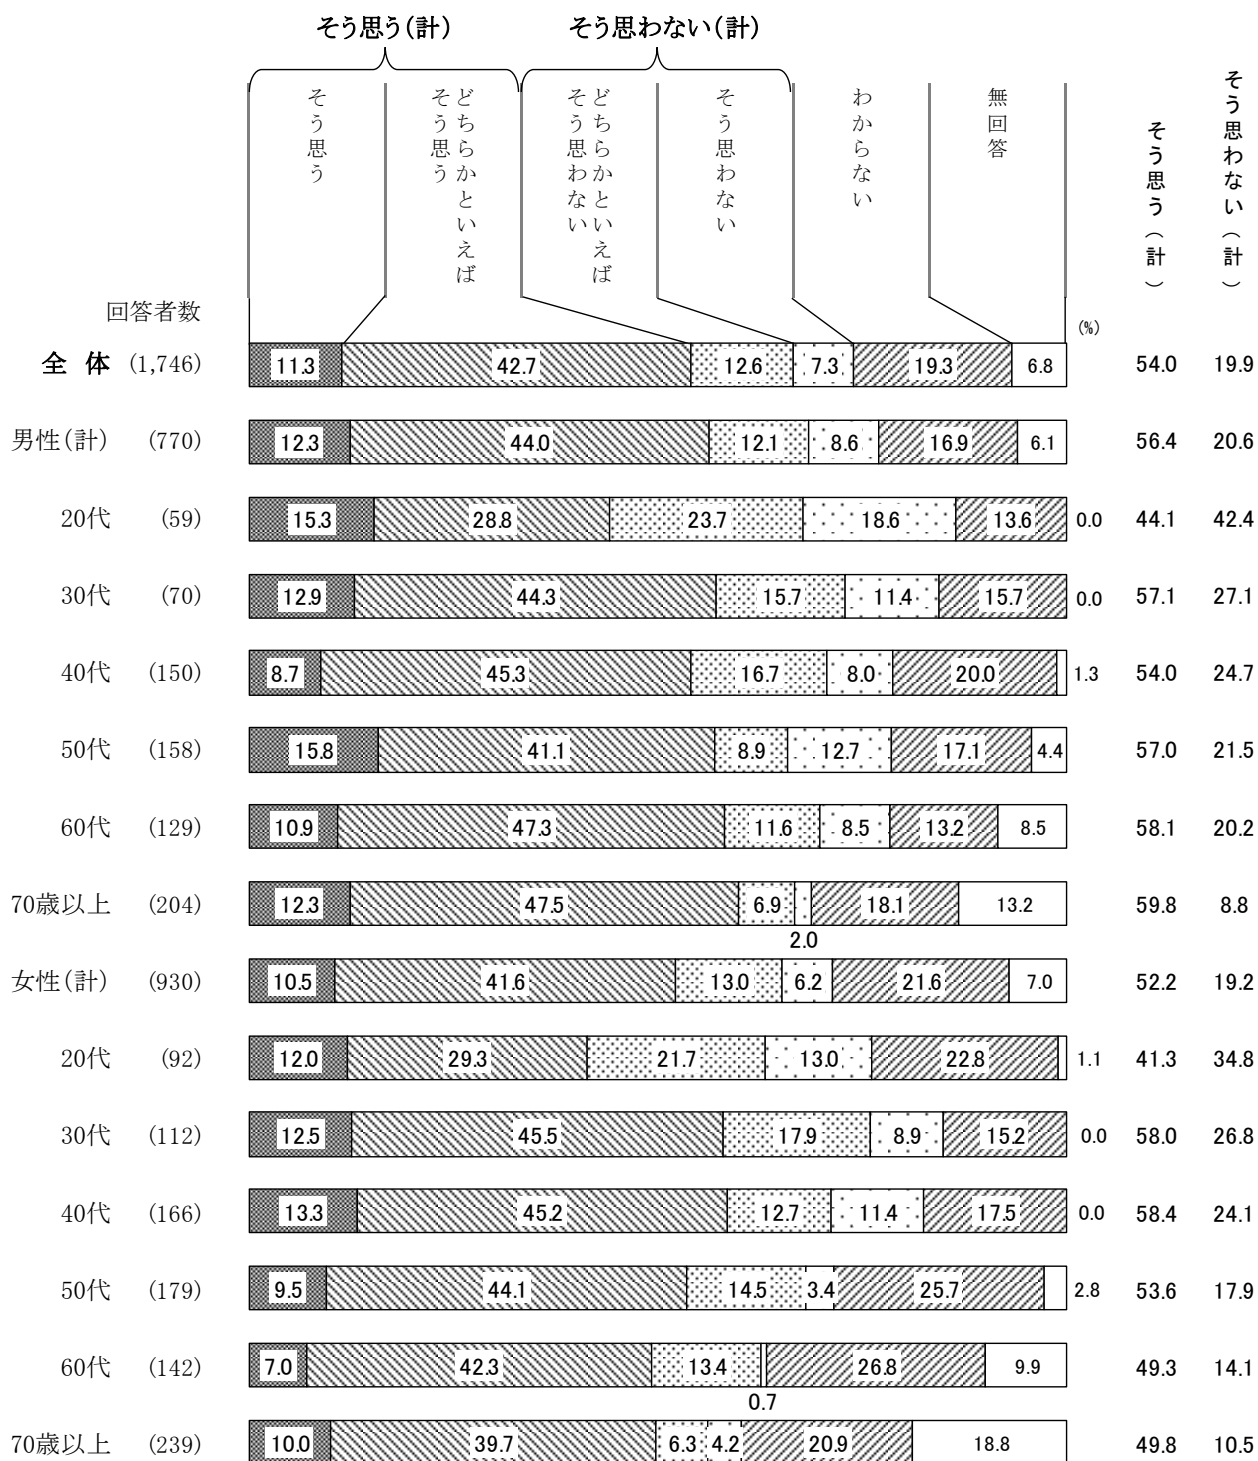 そう思う(計) そう思わない(計)
そう思う
どちらかといえば
そう思う
どちらかといえば
そう思わない
そう思わない
わからない
無回答
そう思う(計)
そう思わない(計)
回答者数
(%)
全 体 (1,746) 11.3 42.7 12.6 7.3 19.3 6.8 54.0 19.9
男性(計) (770) 12.3 44.0 12.1 8.6 16.9 6.1 56.4 20.6
20代 (59) 15.3 28.8 23.7 18.6 13.6 0.0 44.1 42.4
30代 (70) 12.9 44.3 15.7 11.4 15.7 0.0 57.1 27.1
40代 (150) 8.7 45.3 16.7 8.0 20.0 1.3 54.0 24.7
50代 (158) 15.8 41.1 8.9 12.7 17.1 4.4 57.0 21.5
60代 (129) 10.9 47.3 11.6 8.5 13.2 8.5 58.1 20.2
70歳以上 (204) 12.3 47.5 6.9 18.1 13.2 59.8 8.8
2.0
女性(計) (930) 10.5 41.6 13.0 6.2 21.6 7.0 52.2 19.2
20代 (92) 12.0 29.3 21.7 13.0 22.8 1.1 41.3 34.8
30代 (112) 12.5 45.5 17.9 8.9 15.2 0.0 58.0 26.8
40代 (166) 13.3 45.2 12.7 11.4 17.5 0.0 58.4 24.1
50代 (179) 9.5 44.1 14.5 3.4 25.7 2.8 53.6 17.9
60代 (142) 7.0 42.3 13.4 26.8 9.9 49.3 14.1
0.7
70歳以上 (239) 10.0 39.7 6.3 4.2 20.9 18.8 49.8 10.5